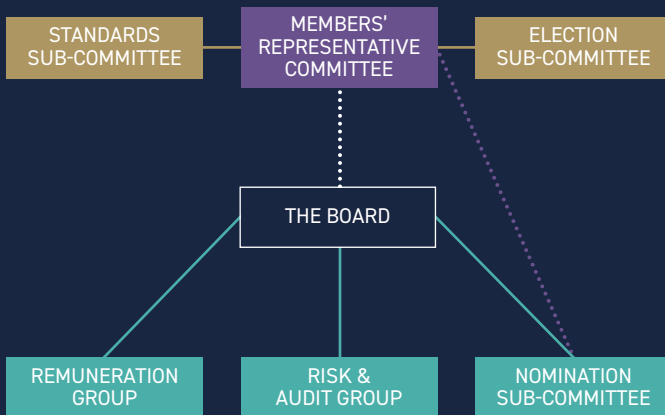 STANDARDS
SUB-COMMITTEE
MEMBERS'
REPRESENTATIVE
COMMITTEE
ELECTION
SUB-COMMITTEE
THE BOARD
REMUNERATION
GROUP
RISK &
AUDIT GROUP
NOMINATION
SUB-COMMITTEE